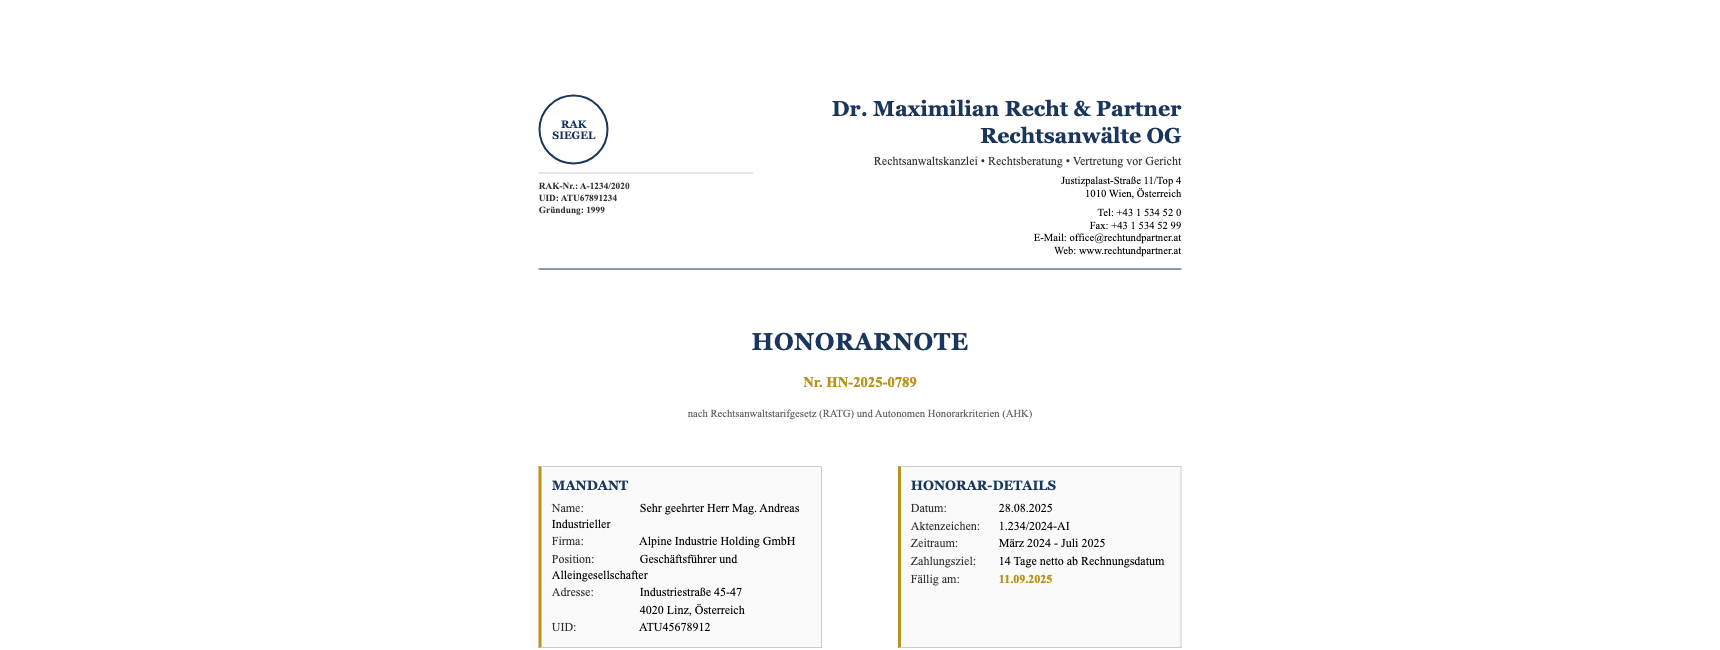 RAK
SIEGEL
RAK-Nr.: A-1234/2020
UID: ATU67891234
Gründung: 1999
Dr. Maximilian Recht & Partner
Rechtsanwälte OG
Rechtsanwaltskanzlei • Rechtsberatung • Vertretung vor Gericht
Justizpalast-Straße 11/Top 4
1010 Wien, Österreich
Tel: +43 1 534 52 0
Fax: +43 1 534 52 99
E-Mail: office@rechtundpartner.at
Web: www.rechtundpartner.at
HONORARNOTE
Nr. HN-2025-0789
nach Rechtsanwaltstarifgesetz (RATG) und Autonomen Honorarkriterien (AHK)
MANDANT
Name: Sehr geehrter Herr Mag. Andreas
Industrieller
Firma: Alpine Industrie Holding GmbH
Position: Geschäftsführer und
Alleingesellschafter
Adresse: Industriestraße 45-47
4020 Linz, Österreich
UID: ATU45678912
HONORAR-DETAILS
Datum: 28.08.2025
Aktenzeichen: 1.234/2024-AI
Zeitraum: März 2024 - Juli 2025
Zahlungsziel: 14 Tage netto ab Rechnungsdatum
Fällig am: 11.09.2025